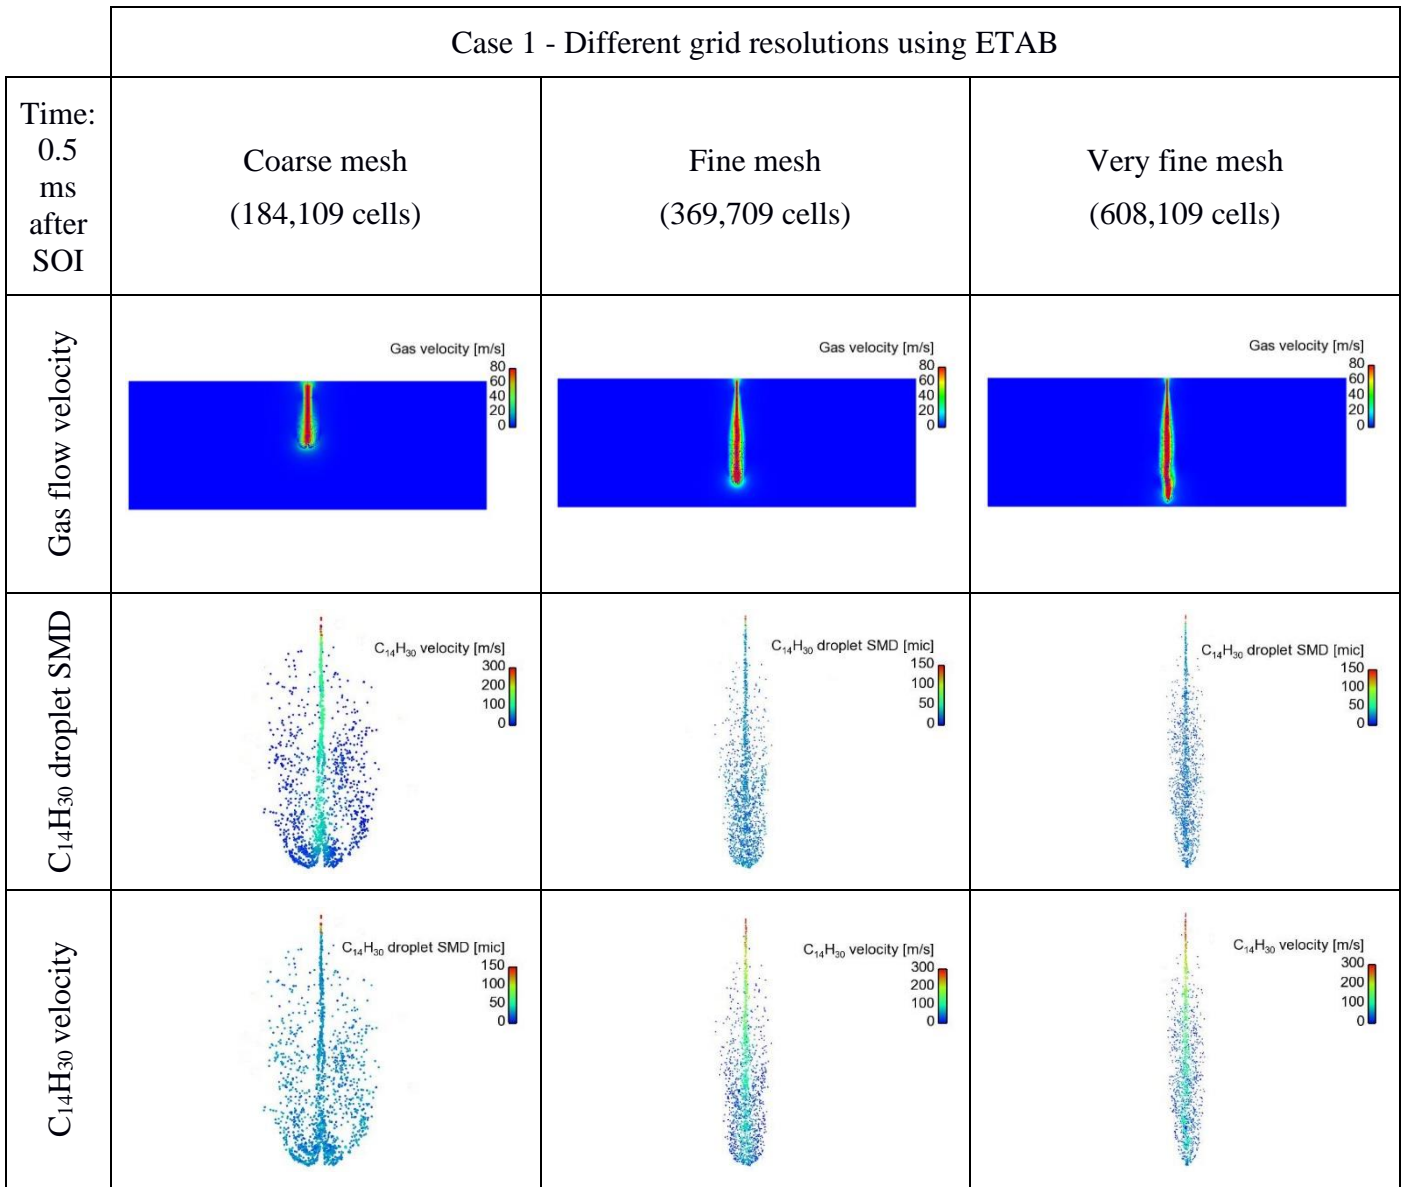 Case 1 - Different grid resolutions using ETAB
Time:
0.5
ms
after
SOI
Coarse mesh
(184,109 cells)
Fine mesh
(369,709 cells)
Very fine mesh
(608,109 cells)
Gas flow velocity
Gas velocity [m/s]
80
60
40
20
0
Gas velocity [m/s]
80
60
40
20
0
Gas velocity [m/s]
80
60
40
20
0
C₁₄H₃₀ droplet SMD
C₁₄H₃₀ velocity [m/s]
300
200
100
0
C₁₄H₃₀ droplet SMD [mic]
150
100
50
0
C₁₄H₃₀ droplet SMD [mic]
150
100
50
0
C₁₄H₃₀ velocity
C₁₄H₃₀ droplet SMD [mic]
150
100
50
0
C₁₄H₃₀ velocity [m/s]
300
200
100
0
C₁₄H₃₀ velocity [m/s]
300
200
100
0